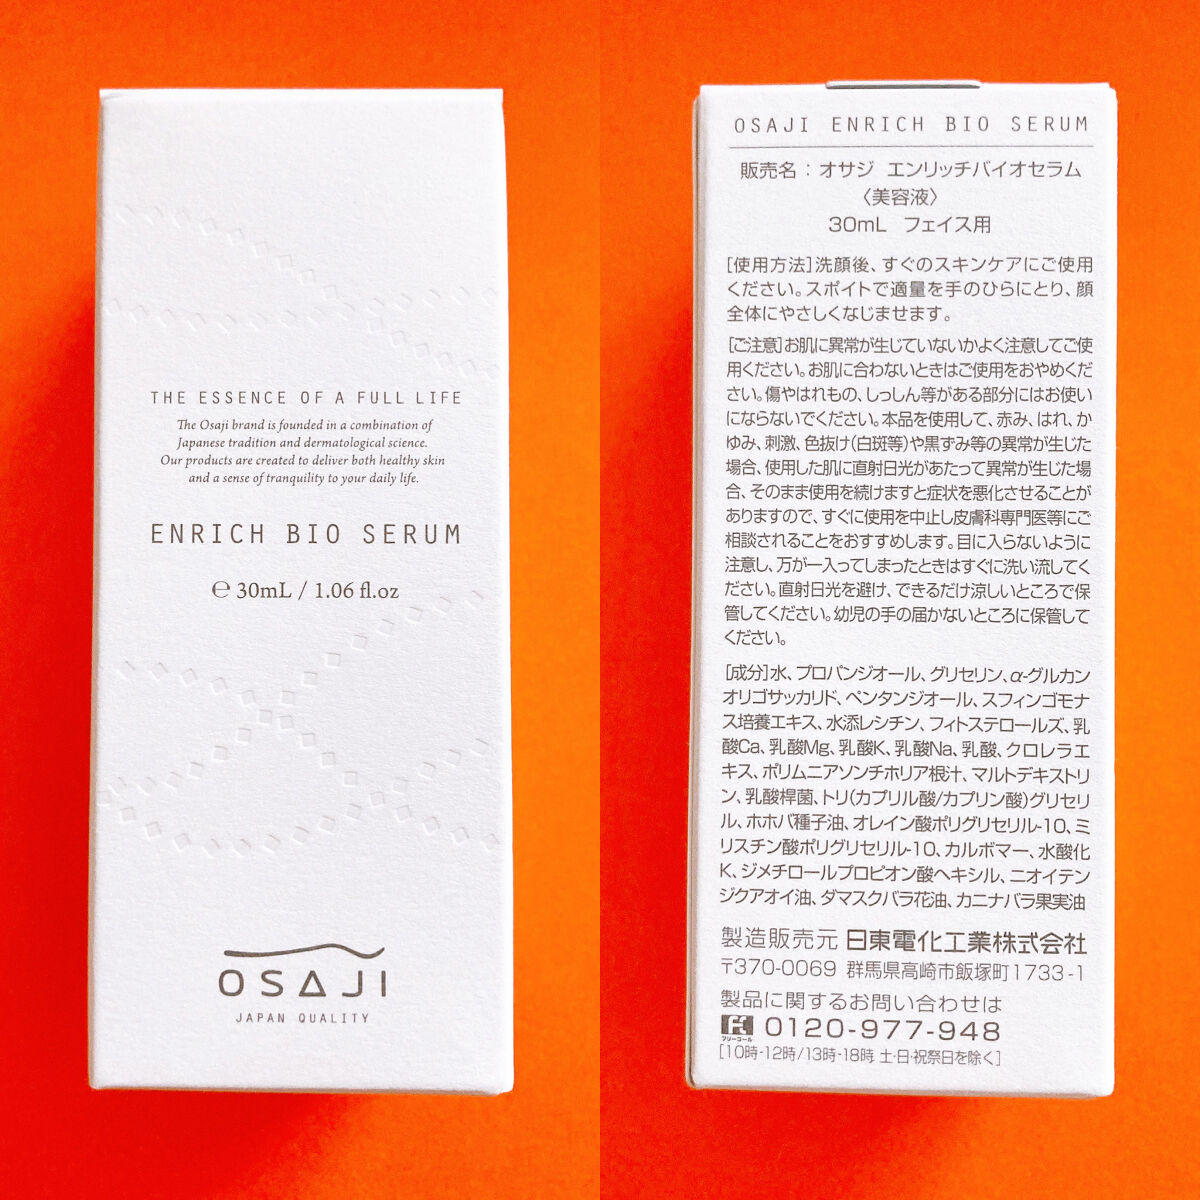 THE ESSENCE OF A FULL LIFE
The Osaji brand is founded in a combination of
Japanese tradition and dermatological science.
Our products are created to deliver both healthy skin
and a sense of tranquility to your daily life.
ENRICH BIO SERUM
℮ 30mL / 1.06 fl.oz
OSAJI
JAPAN QUALITY
OSAJI ENRICH BIO SERUM
販売名：オサジ エンリッチバイオセラム
〈美容液〉
30mL フェイス用
[使用方法]洗顔後、すぐのスキンケアにご使用
ください。スポイトで適量を手のひらにとり、顔
全体にやさしくなじませます。
[ご注意]お肌に異常が生じていないかよく注意してご使
用ください。お肌に合わないときはご使用をおやめくだ
さい。傷やはれもの、しっしん等がある部分にはお使い
にならないでください。本品を使用して、赤み、はれ、か
ゆみ、刺激、色抜け(白斑等)や黒ずみ等の異常が生じた
場合、使用した肌に直射日光があたって異常が生じた場
合、そのまま使用を続けますと症状を悪化させることが
ありますので、すぐに使用を中止し皮膚科専門医等にご
相談されることをおすすめします。目に入らないように
注意し、万が一入ってしまったときはすぐに洗い流してく
ださい。直射日光を避け、できるだけ涼しいところで保
管してください。幼児の手の届かないところに保管して
ください。
[成分]水、プロパンジオール、グリセリン、α-グルカン
オリゴサッカリド、ペンタンジオール、スフィンゴモナ
ス培養エキス、水添レシチン、フィトステロールズ、乳
酸Ca、乳酸Mg、乳酸K、乳酸Na、乳酸、クロレラエ
キス、ポリムニアソンチホリア根汁、マルトデキストリ
ン、乳酸桿菌、トリ(カプリル酸/カプリン酸)グリセリ
ル、ホホバ種子油、オレイン酸ポリグリセリル-10、ミ
リスチン酸ポリグリセリル-10、カルボマー、水酸化
K、ジメチロールプロピオン酸ヘキシル、ニオイテン
ジクアオイ油、ダマスクバラ花油、カニナバラ果実油
製造販売元 日東電化工業株式会社
〒370-0069 群馬県高崎市飯塚町1733-1
製品に関するお問い合わせは
フリーコール 0120-977-948
[10時-12時/13時-18時 土・日・祝祭日を除く]